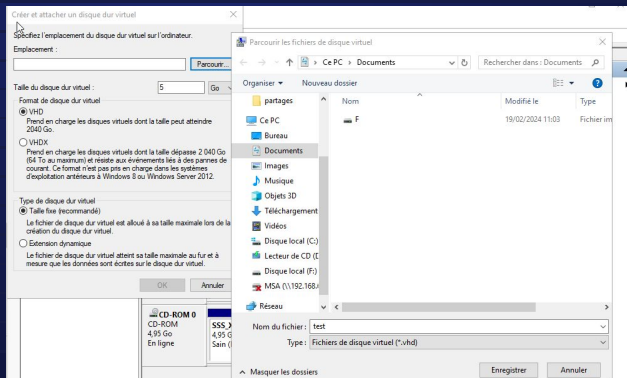 Créer et attacher un disque dur virtuel
Spécifiez l'emplacement du disque dur virtuel sur l'ordinateur.
Emplacement :
Parcourir...
Taille du disque dur virtuel :
5
Go
Format de disque dur virtuel
VHD
Prend en charge les disques virtuels dont la taille peut atteindre
2040 Go.
VHDX
Prend en charge les disques virtuels dont la taille dépasse 2 040 Go
(64 To au maximum) et résiste aux événements liés à des pannes de
courant. Ce format n'est pas pris en charge dans les systèmes
d'exploitation antérieurs à Windows 8 ou Windows Server 2012.
Type de disque dur virtuel
Taille fixe (recommandé)
Le fichier de disque dur virtuel est alloué à sa taille maximale lors de la
création du disque dur virtuel.
Extension dynamique
Le fichier de disque dur virtuel atteint sa taille maximale au fur et à
mesure que les données sont écrites sur le disque dur virtuel.
OK
Annuler
CD-ROM 0
CD-ROM
4,95 Go
En ligne
SSS_X
4,95 G
Sain (
Parcourir les fichiers de disque virtuel
Ce PC > Documents
Rechercher dans : Documents
Organiser
Nouveau dossier
partages
Ce PC
Bureau
Documents
Images
Musique
Objets 3D
Téléchargement
Vidéos
Disque local (C:)
Lecteur de CD (D
Disque local (F:)
MSA (\\192.168.
Réseau
Nom
Modifié le
Type
F
19/02/2024 11:03
Fichier im
Nom du fichier :
test
Type :
Fichiers de disque virtuel (*.vhd)
Masquer les dossiers
Enregistrer
Annuler